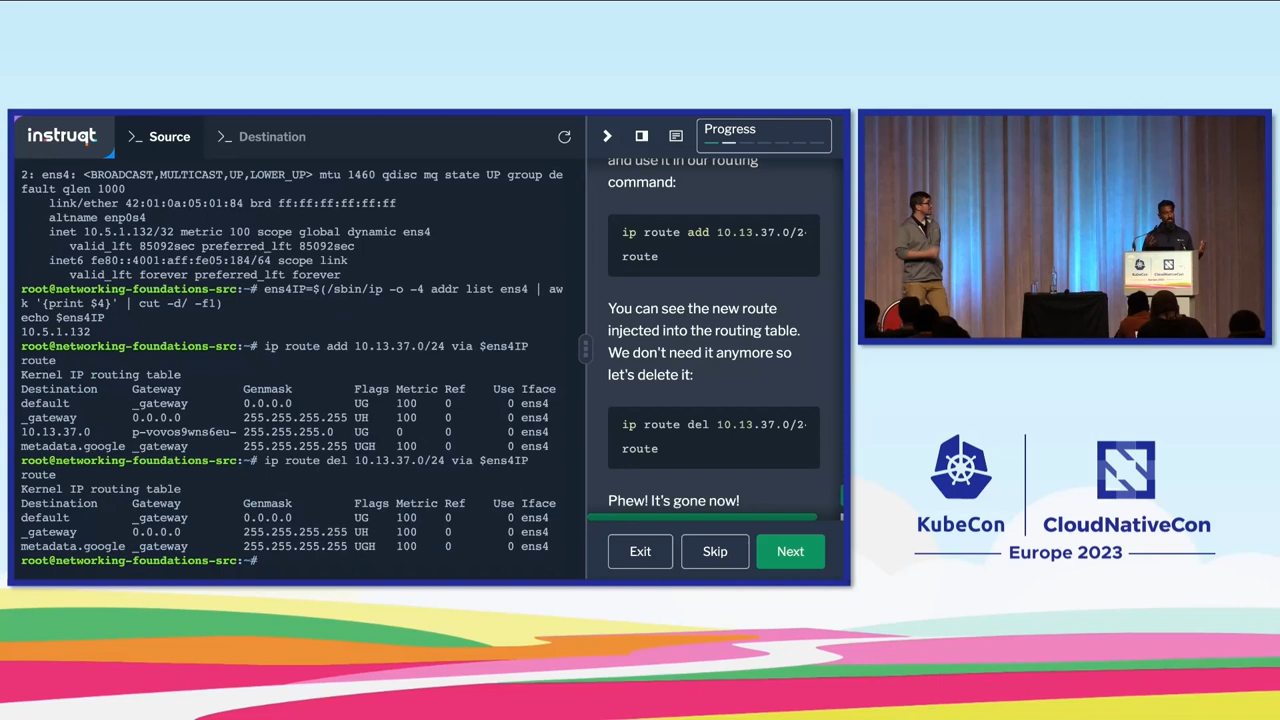 instruqt
>_ Source
>_ Destination
2: ens4: <BROADCAST,MULTICAST,UP,LOWER_UP> mtu 1460 qdisc mq state UP group de
fault qlen 1000
link/ether 42:01:0a:05:01:84 brd ff:ff:ff:ff:ff:ff
altname enp0s4
inet 10.5.1.132/32 metric 100 scope global dynamic ens4
valid_lft 85092sec preferred_lft 85092sec
inet6 fe80::4001:aff:fe05:184/64 scope link
valid_lft forever preferred_lft forever
root@networking-foundations-src:~# ens4IP=$(/sbin/ip -o -4 addr list ens4 | aw
k '{print $4}' | cut -d/ -f1)
echo $ens4IP
10.5.1.132
root@networking-foundations-src:~# ip route add 10.13.37.0/24 via $ens4IP
route
Kernel IP routing table
Destination Gateway Genmask Flags Metric Ref Use Iface
default _gateway 0.0.0.0 UG 100 0 0 ens4
_gateway 0.0.0.0 255.255.255.255 UH 100 0 0 ens4
10.13.37.0 p-vovos9wns6eu- 255.255.255.0 UG 0 0 0 ens4
metadata.google _gateway 255.255.255.255 UGH 100 0 0 ens4
root@networking-foundations-src:~# ip route del 10.13.37.0/24 via $ens4IP
route
Kernel IP routing table
Destination Gateway Genmask Flags Metric Ref Use Iface
default _gateway 0.0.0.0 UG 100 0 0 ens4
_gateway 0.0.0.0 255.255.255.255 UH 100 0 0 ens4
metadata.google _gateway 255.255.255.255 UGH 100 0 0 ens4
root@networking-foundations-src:~#
Progress
and use it in our routing
command:
ip route add 10.13.37.0/2
route
You can see the new route
injected into the routing table.
We don't need it anymore so
let's delete it:
ip route del 10.13.37.0/2
route
Phew! It's gone now!
Exit
Skip
Next
KubeCon
CloudNativeCon
Europe 2023